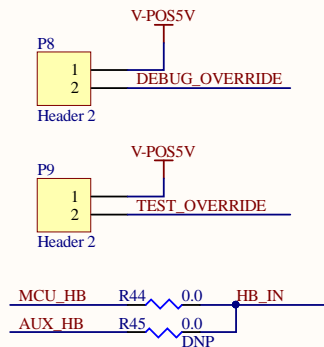 V-POS5V
P8
1
2
DEBUG_OVERRIDE
Header 2
V-POS5V
P9
1
2
TEST_OVERRIDE
Header 2
MCU_HB R44 0.0 HB_IN
AUX_HB R45 0.0
DNP